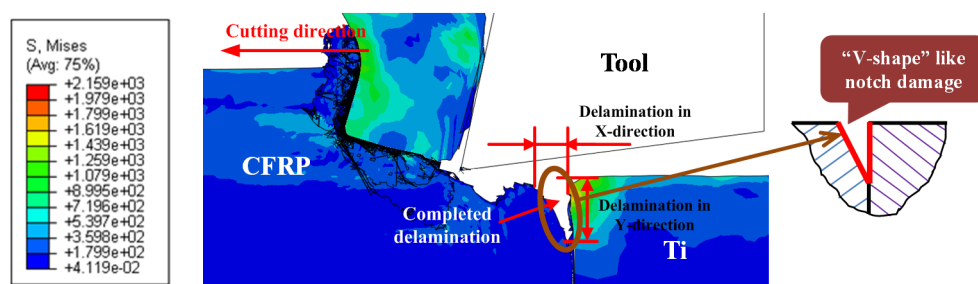 S, Mises
(Avg: 75%)
+2.159e+03
+1.979e+03
+1.799e+03
+1.619e+03
+1.439e+03
+1.259e+03
+1.079e+03
+8.995e+02
+7.196e+02
+5.397e+02
+3.598e+02
+1.799e+02
+4.119e-02
Cutting direction
Tool
Delamination in
X-direction
CFRP
Completed
delamination
Delamination in
Y-direction
Ti
“V-shape” like
notch damage